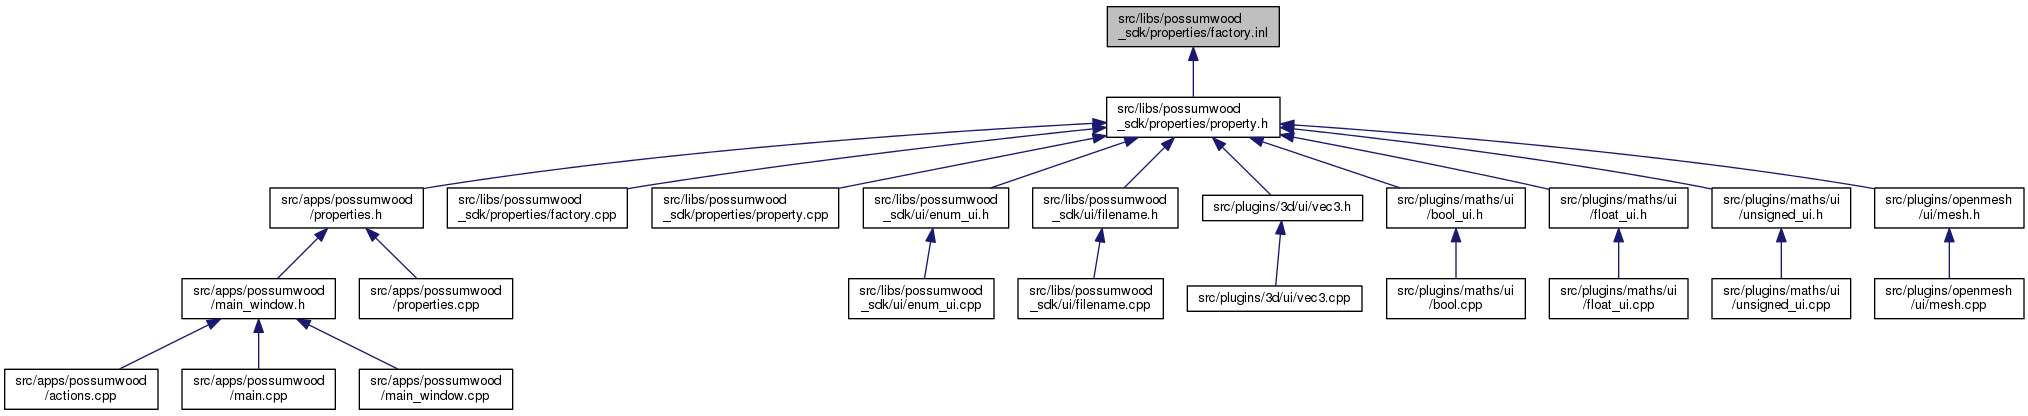 src/libs/possumwood
_sdk/properties/factory.inl
src/libs/possumwood
_sdk/properties/property.h
src/apps/possumwood
/properties.h
src/libs/possumwood
_sdk/properties/factory.cpp
src/libs/possumwood
_sdk/properties/property.cpp
src/libs/possumwood
_sdk/ui/enum_ui.h
src/libs/possumwood
_sdk/ui/filename.h
src/plugins/3d/ui/vec3.h
src/plugins/maths/ui
/bool_ui.h
src/plugins/maths/ui
/float_ui.h
src/plugins/maths/ui
/unsigned_ui.h
src/plugins/openmesh
/ui/mesh.h
src/apps/possumwood
/main_window.h
src/apps/possumwood
/properties.cpp
src/libs/possumwood
_sdk/ui/enum_ui.cpp
src/libs/possumwood
_sdk/ui/filename.cpp
src/plugins/3d/ui/vec3.cpp
src/plugins/maths/ui
/bool.cpp
src/plugins/maths/ui
/float_ui.cpp
src/plugins/maths/ui
/unsigned_ui.cpp
src/plugins/openmesh
/ui/mesh.cpp
src/apps/possumwood
/actions.cpp
src/apps/possumwood
/main.cpp
src/apps/possumwood
/main_window.cpp